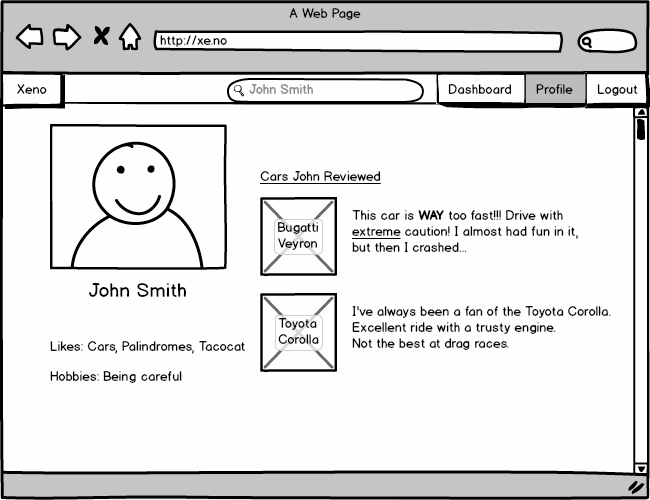 A Web Page
http://xe.no
Xeno
John Smith
Dashboard
Profile
Logout
Cars John Reviewed
Bugatti
Veyron
This car is WAY too fast!!! Drive with
extreme caution! I almost had fun in it,
but then I crashed...
John Smith
Toyota
Corolla
I've always been a fan of the Toyota Corolla.
Excellent ride with a trusty engine.
Not the best at drag races.
Likes: Cars, Palindromes, Tacocat
Hobbies: Being careful